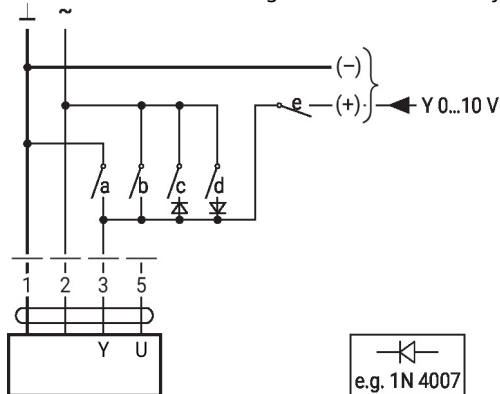 ⊥ ~
(–)
e (+) Y 0...10 V
a b c d
1 2 3 5
Y U
e.g. 1N 4007